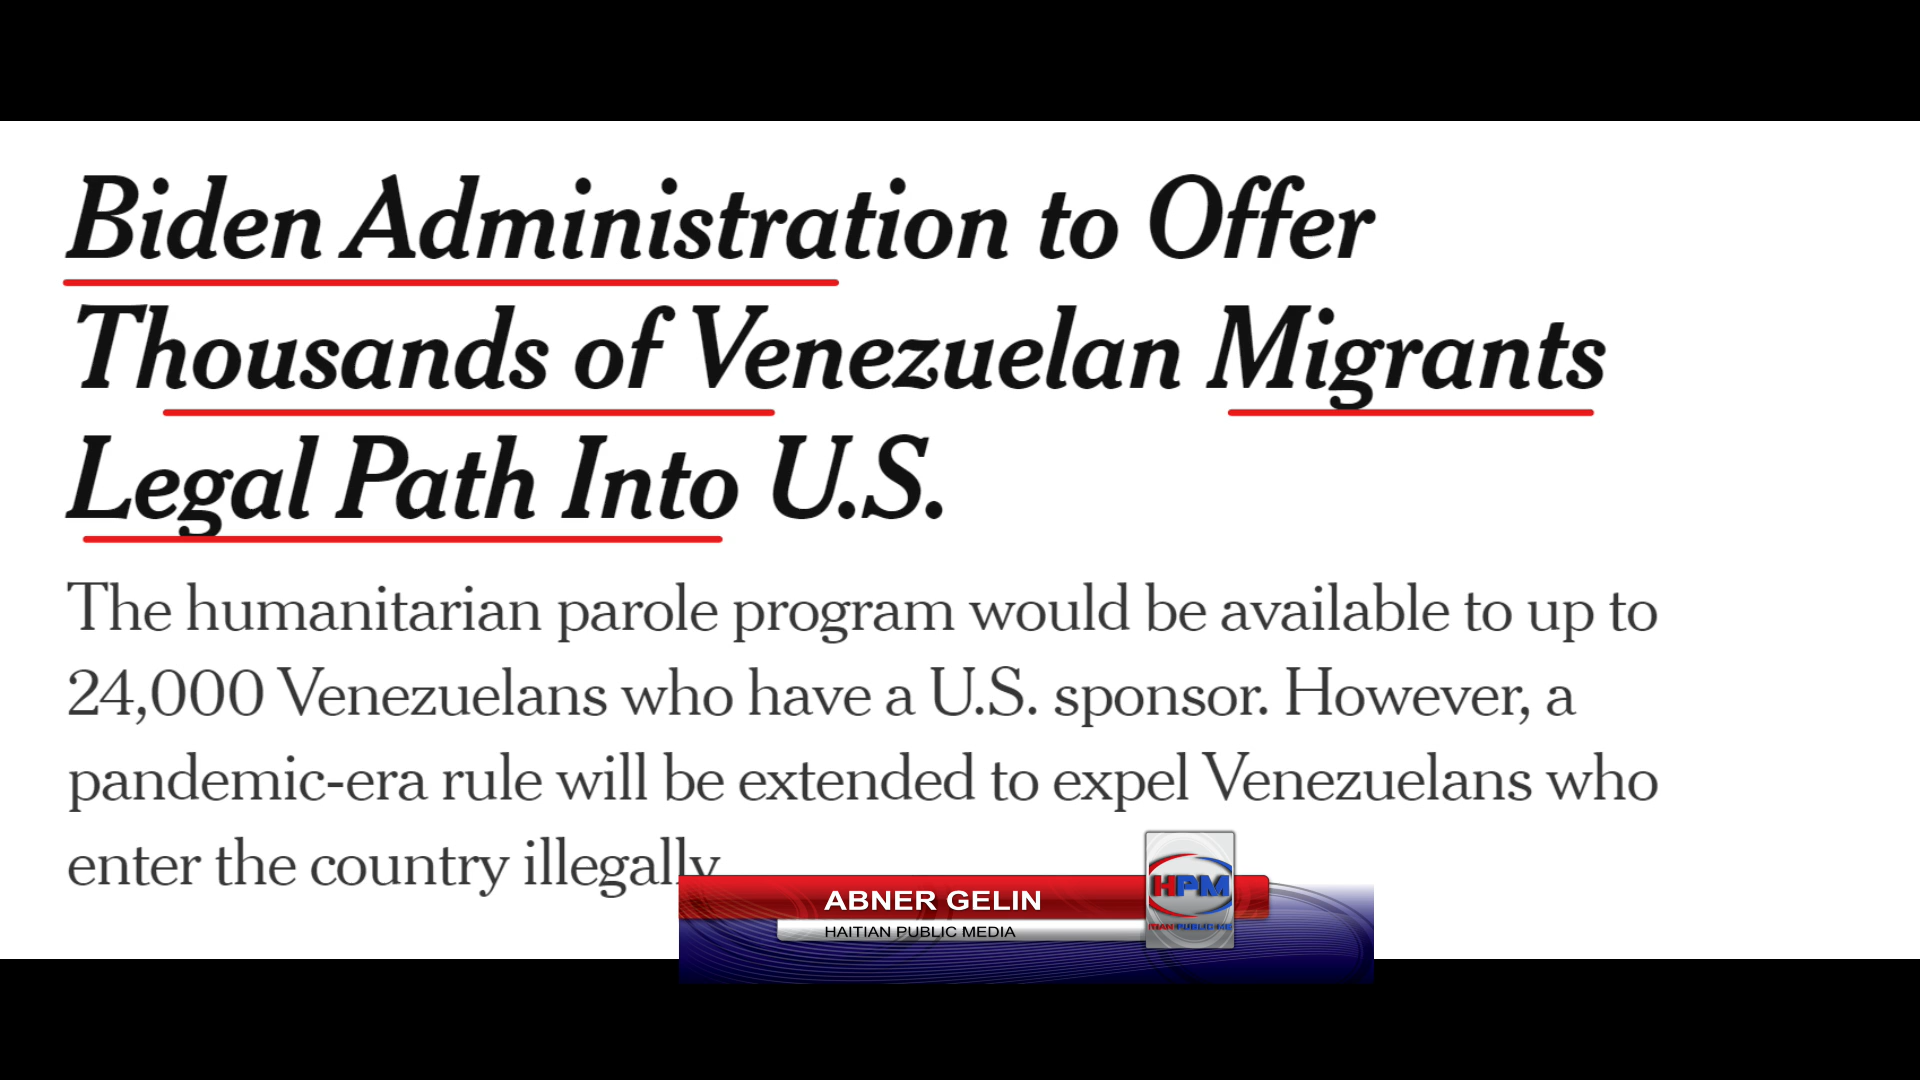 Biden Administration to Offer
Thousands of Venezuelan Migrants
Legal Path Into U.S.
The humanitarian parole program would be available to up to
24,000 Venezuelans who have a U.S. sponsor. However, a
pandemic-era rule will be extended to expel Venezuelans who
enter the country illegally
ABNER GELIN
HAITIAN PUBLIC MEDIA
HPM